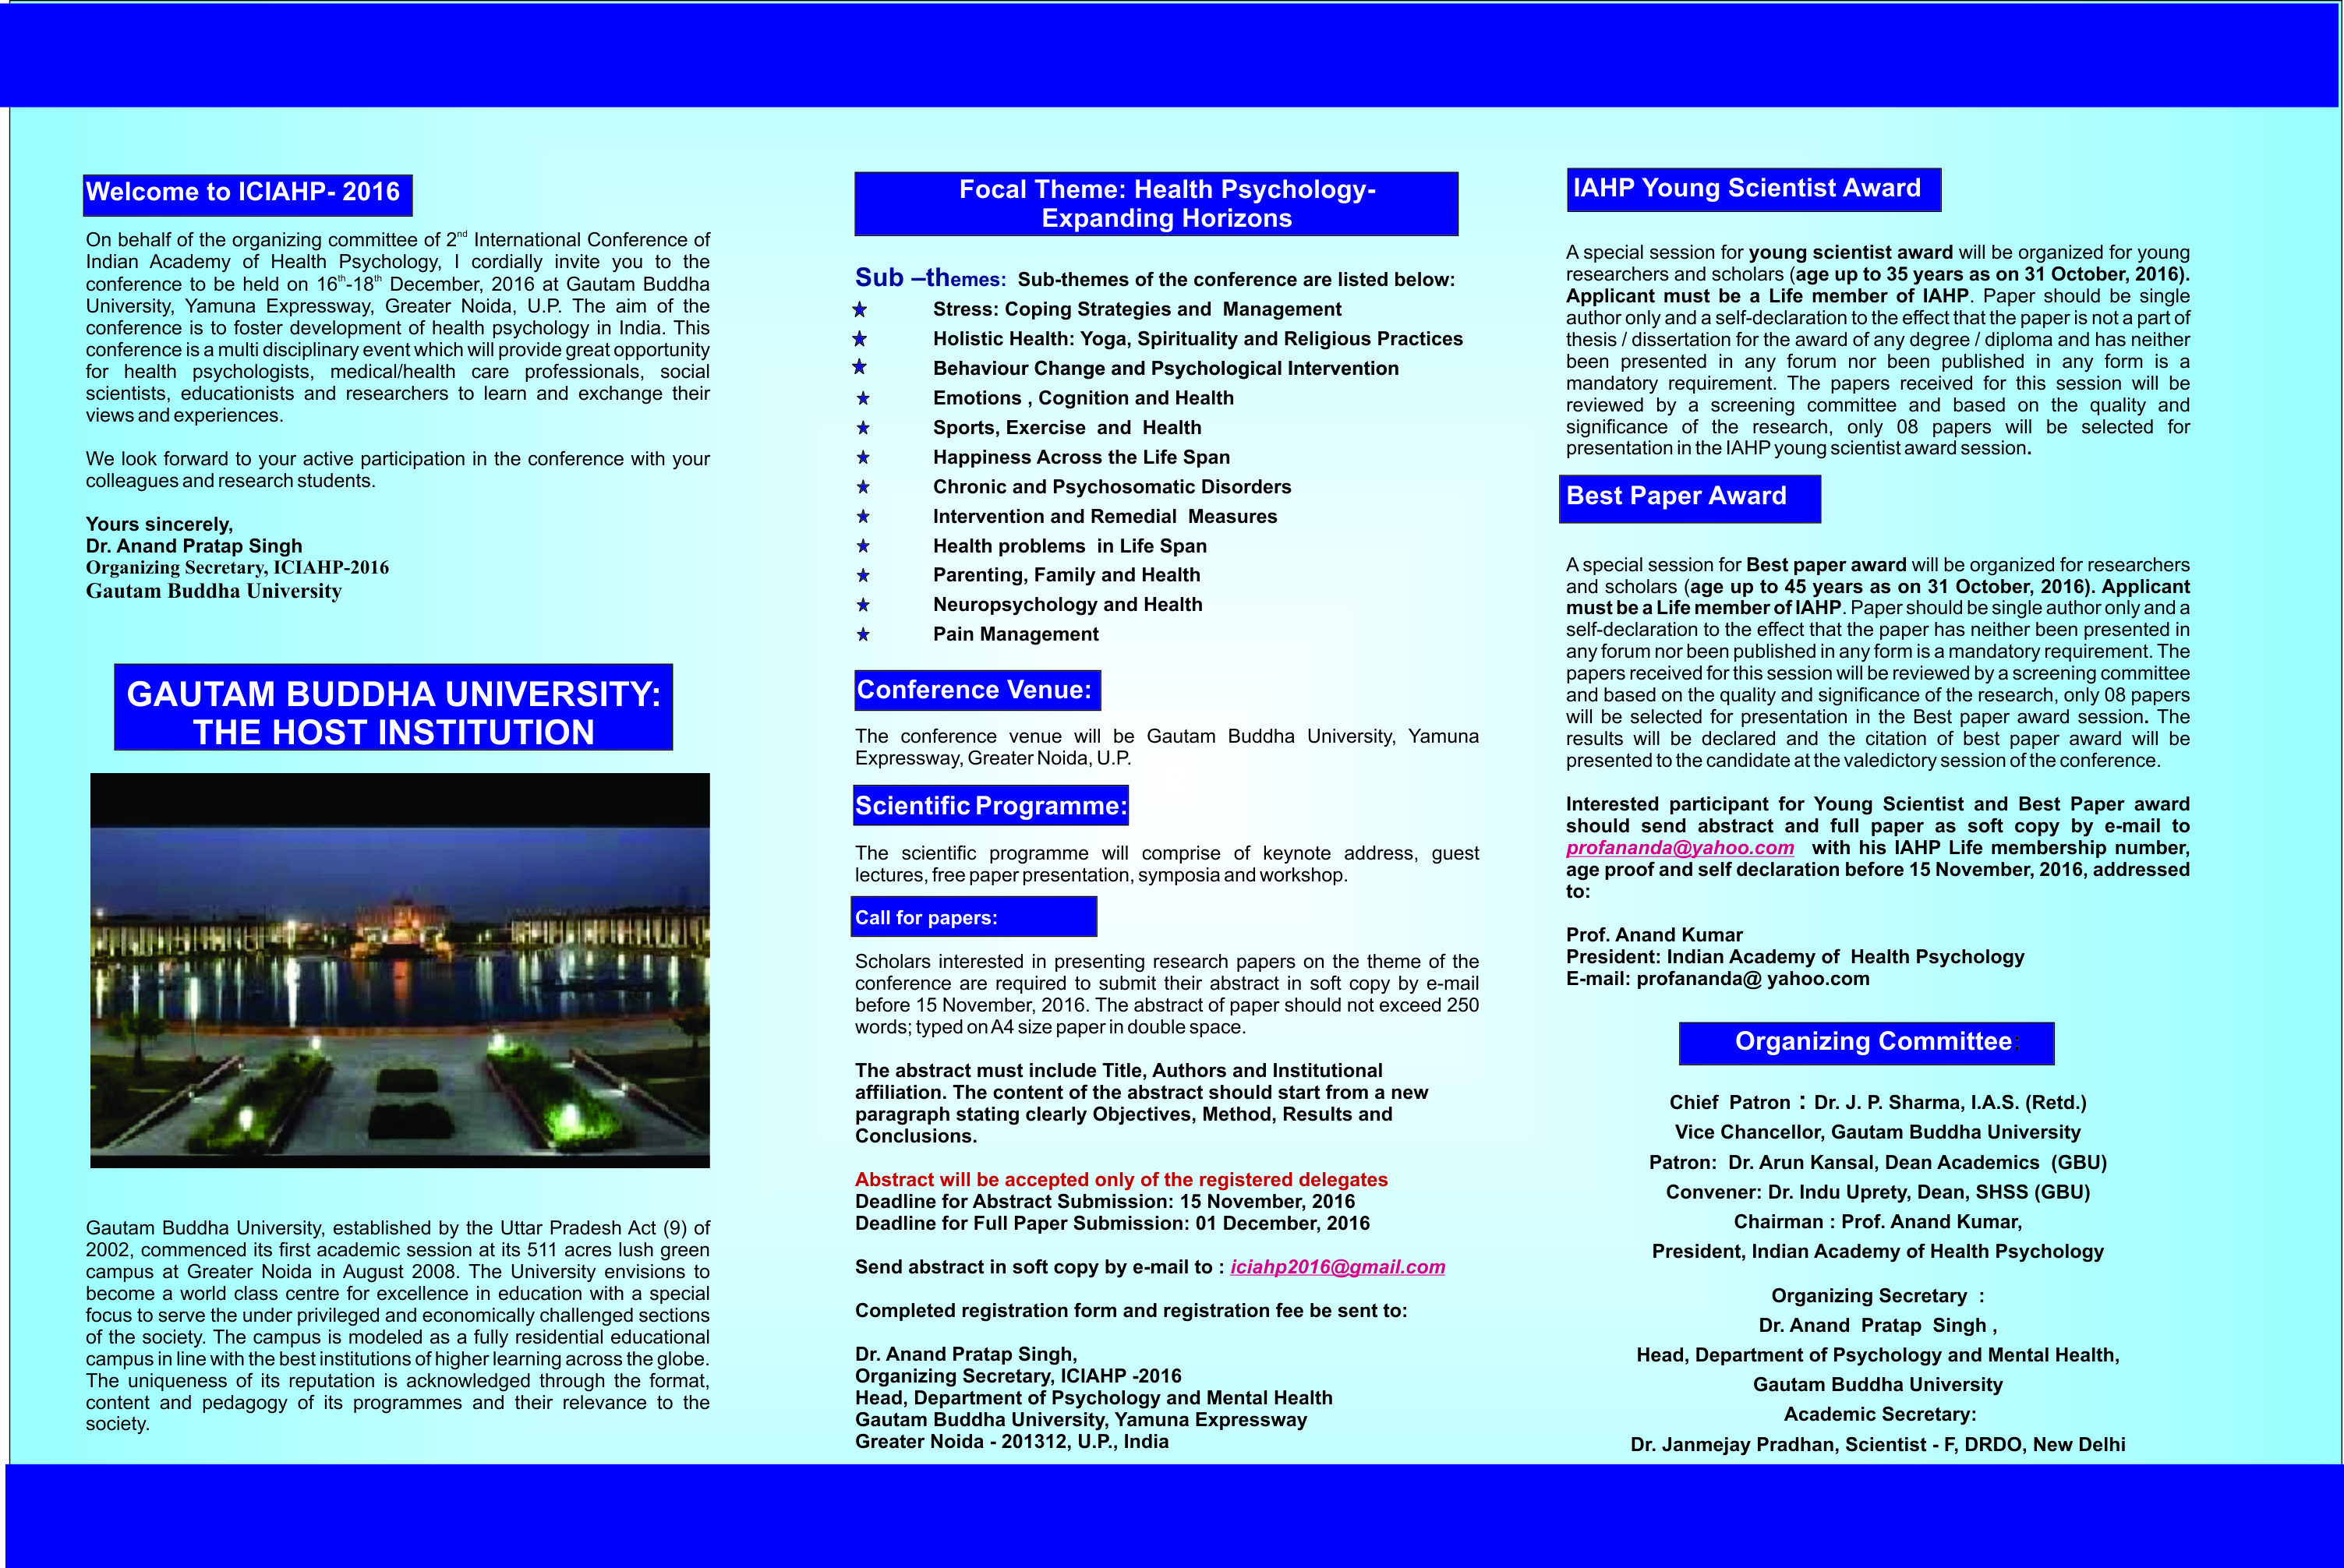 Welcome to ICIAHP- 2016
On behalf of the organizing committee of 2nd International Conference of
Indian Academy of Health Psychology, I cordially invite you to the
conference to be held on 16th-18th December, 2016 at Gautam Buddha
University, Yamuna Expressway, Greater Noida, U.P. The aim of the
conference is to foster development of health psychology in India. This
conference is a multi disciplinary event which will provide great opportunity
for health psychologists, medical/health care professionals, social
scientists, educationists and researchers to learn and exchange their
views and experiences.
We look forward to your active participation in the conference with your
colleagues and research students.
Yours sincerely,
Dr. Anand Pratap Singh
Organizing Secretary, ICIAHP-2016
Gautam Buddha University
GAUTAM BUDDHA UNIVERSITY:
THE HOST INSTITUTION
Gautam Buddha University, established by the Uttar Pradesh Act (9) of
2002, commenced its first academic session at its 511 acres lush green
campus at Greater Noida in August 2008. The University envisions to
become a world class centre for excellence in education with a special
focus to serve the under privileged and economically challenged sections
of the society. The campus is modeled as a fully residential educational
campus in line with the best institutions of higher learning across the globe.
The uniqueness of its reputation is acknowledged through the format,
content and pedagogy of its programmes and their relevance to the
society.
Focal Theme: Health Psychology-
Expanding Horizons
Sub –themes: Sub-themes of the conference are listed below:
★ Stress: Coping Strategies and Management
★ Holistic Health: Yoga, Spirituality and Religious Practices
★ Behaviour Change and Psychological Intervention
★ Emotions , Cognition and Health
★ Sports, Exercise and Health
★ Happiness Across the Life Span
★ Chronic and Psychosomatic Disorders
★ Intervention and Remedial Measures
★ Health problems in Life Span
★ Parenting, Family and Health
★ Neuropsychology and Health
★ Pain Management
Conference Venue:
The conference venue will be Gautam Buddha University, Yamuna
Expressway, Greater Noida, U.P.
Scientific Programme:
The scientific programme will comprise of keynote address, guest
lectures, free paper presentation, symposia and workshop.
Call for papers:
Scholars interested in presenting research papers on the theme of the
conference are required to submit their abstract in soft copy by e-mail
before 15 November, 2016. The abstract of paper should not exceed 250
words; typed on A4 size paper in double space.
The abstract must include Title, Authors and Institutional
affiliation. The content of the abstract should start from a new
paragraph stating clearly Objectives, Method, Results and
Conclusions.
Abstract will be accepted only of the registered delegates
Deadline for Abstract Submission: 15 November, 2016
Deadline for Full Paper Submission: 01 December, 2016
Send abstract in soft copy by e-mail to : iciahp2016@gmail.com
Completed registration form and registration fee be sent to:
Dr. Anand Pratap Singh,
Organizing Secretary, ICIAHP -2016
Head, Department of Psychology and Mental Health
Gautam Buddha University, Yamuna Expressway
Greater Noida - 201312, U.P., India
IAHP Young Scientist Award
A special session for young scientist award will be organized for young
researchers and scholars (age up to 35 years as on 31 October, 2016).
Applicant must be a Life member of IAHP. Paper should be single
author only and a self-declaration to the effect that the paper is not a part of
thesis / dissertation for the award of any degree / diploma and has neither
been presented in any forum nor been published in any form is a
mandatory requirement. The papers received for this session will be
reviewed by a screening committee and based on the quality and
significance of the research, only 08 papers will be selected for
presentation in the IAHP young scientist award session.
Best Paper Award
A special session for Best paper award will be organized for researchers
and scholars (age up to 45 years as on 31 October, 2016). Applicant
must be a Life member of IAHP. Paper should be single author only and a
self-declaration to the effect that the paper has neither been presented in
any forum nor been published in any form is a mandatory requirement. The
papers received for this session will be reviewed by a screening committee
and based on the quality and significance of the research, only 08 papers
will be selected for presentation in the Best paper award session. The
results will be declared and the citation of best paper award will be
presented to the candidate at the valedictory session of the conference.
Interested participant for Young Scientist and Best Paper award
should send abstract and full paper as soft copy by e-mail to
profananda@yahoo.com with his IAHP Life membership number,
age proof and self declaration before 15 November, 2016, addressed
to:
Prof. Anand Kumar
President: Indian Academy of Health Psychology
E-mail: profananda@ yahoo.com
Organizing Committee:
Chief Patron : Dr. J. P. Sharma, I.A.S. (Retd.)
Vice Chancellor, Gautam Buddha University
Patron: Dr. Arun Kansal, Dean Academics (GBU)
Convener: Dr. Indu Uprety, Dean, SHSS (GBU)
Chairman : Prof. Anand Kumar,
President, Indian Academy of Health Psychology
Organizing Secretary :
Dr. Anand Pratap Singh ,
Head, Department of Psychology and Mental Health,
Gautam Buddha University
Academic Secretary:
Dr. Janmejay Pradhan, Scientist - F, DRDO, New Delhi